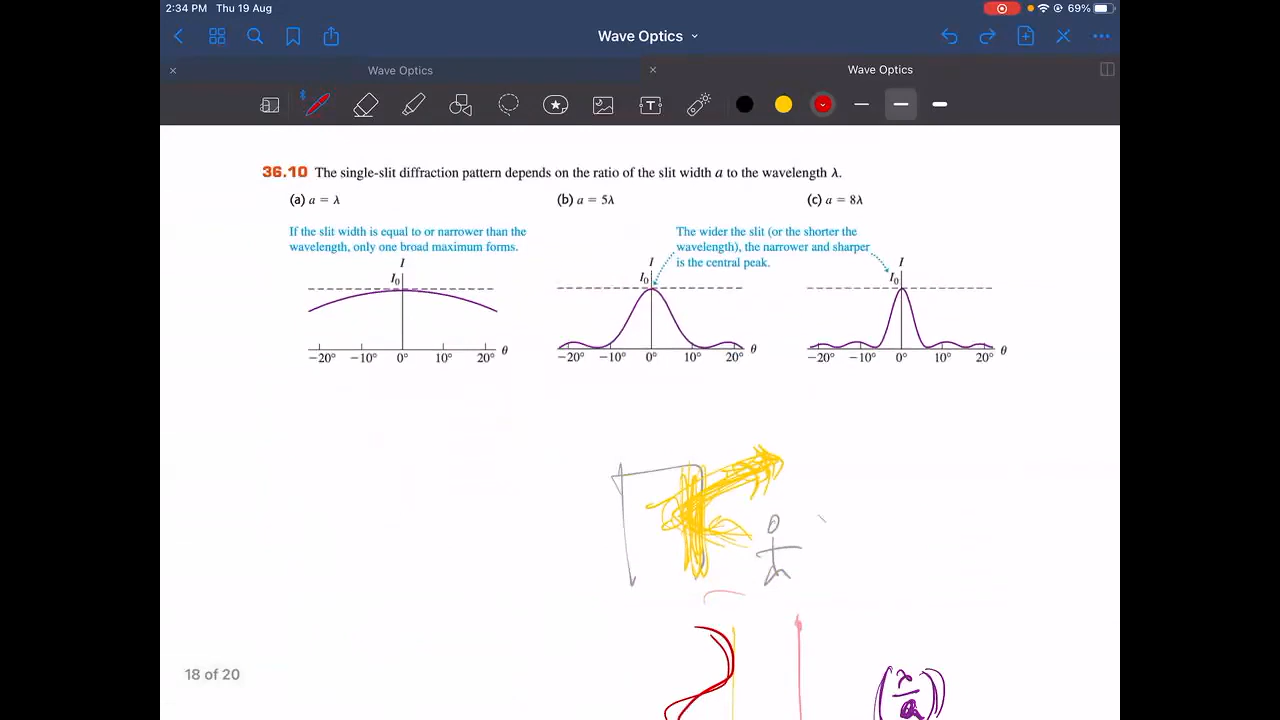 2:34 PM Thu 19 Aug
69%
Wave Optics
Wave Optics
Wave Optics
T
36.10 The single-slit diffraction pattern depends on the ratio of the slit width a to the wavelength λ.
(a) a = λ
(b) a = 5λ
(c) a = 8λ
If the slit width is equal to or narrower than the
wavelength, only one broad maximum forms.
The wider the slit (or the shorter the
wavelength), the narrower and sharper
is the central peak.
I
I0
−20° −10° 0° 10° 20° θ
I
I0
−20° −10° 0° 10° 20° θ
I
I0
−20° −10° 0° 10° 20° θ
(λ/a)
18 of 20